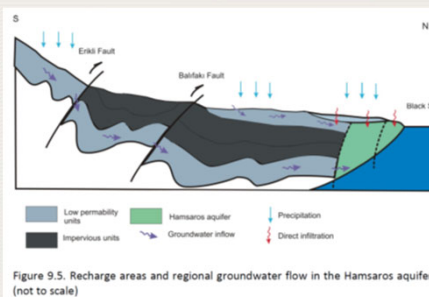 S
N
Erikli Fault
Balıfakı Fault
Black
Low permability
units
Impervious units
Hamsaros aquifer
Groundwater inflow
Precipitation
Direct infiltration
Figure 9.5. Recharge areas and regional groundwater flow in the Hamsaros aquife
(not to scale)